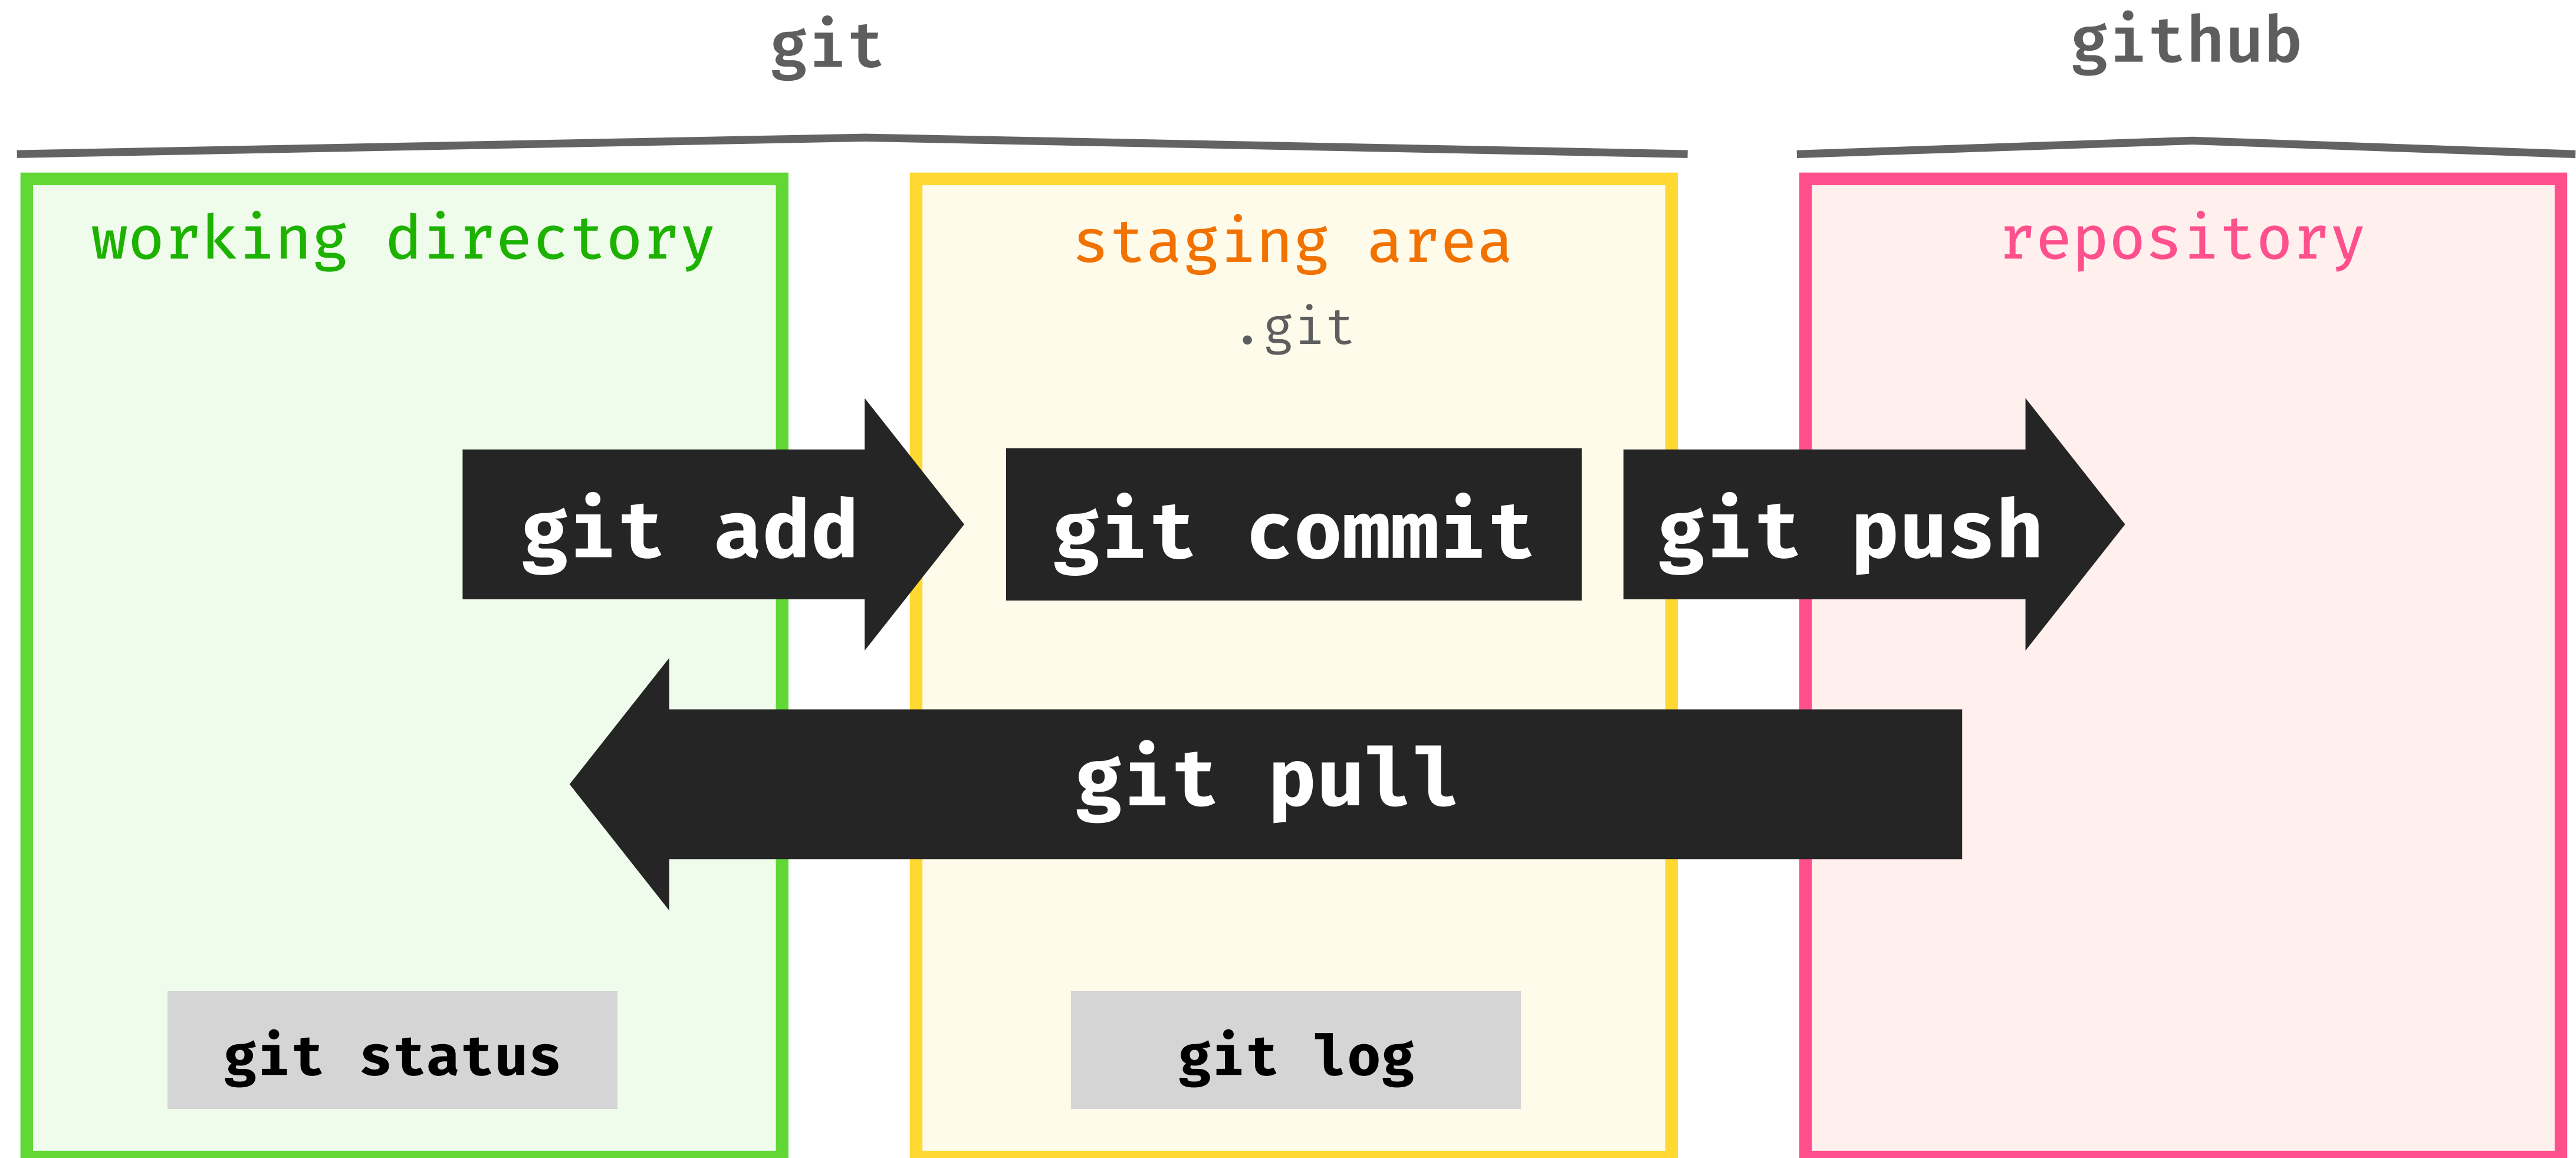 git
github
working directory
staging area
repository
.git
git add
git commit
git push
git pull
git status
git log